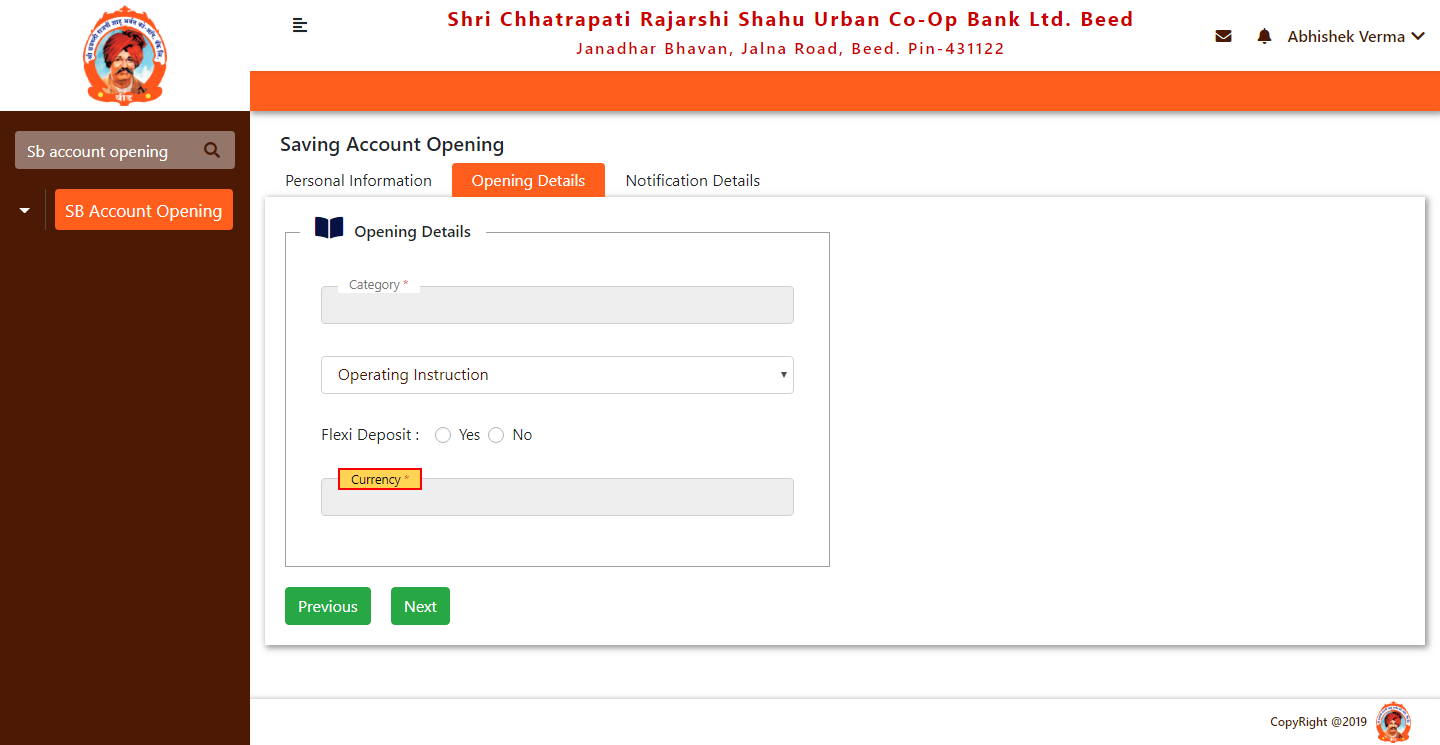 Shri Chhatrapati Rajarshi Shahu Urban Co-Op Bank Ltd. Beed
Janadhar Bhavan, Jalna Road, Beed. Pin-431122
Abhishek Verma
बीड
Sb account opening
SB Account Opening
Saving Account Opening
Personal Information
Opening Details
Notification Details
Opening Details
Category *
Operating Instruction
Flexi Deposit : Yes No
Currency *
Previous
Next
CopyRight @2019